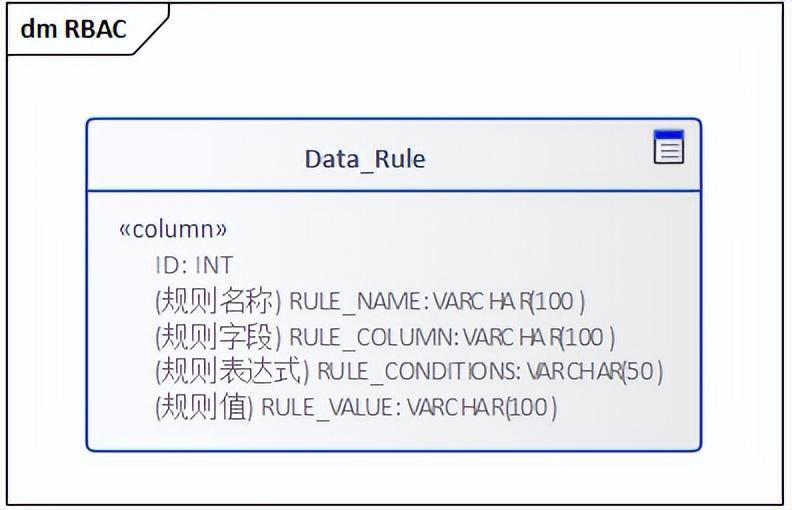 dm RBAC
Data_Rule
«column»
ID: INT
(规则名称) RULE_NAME: VARCHAR(100)
(规则字段) RULE_COLUMN: VARCHAR(100)
(规则表达式) RULE_CONDITIONS: VARCHAR(50)
(规则值) RULE_VALUE: VARCHAR(100)